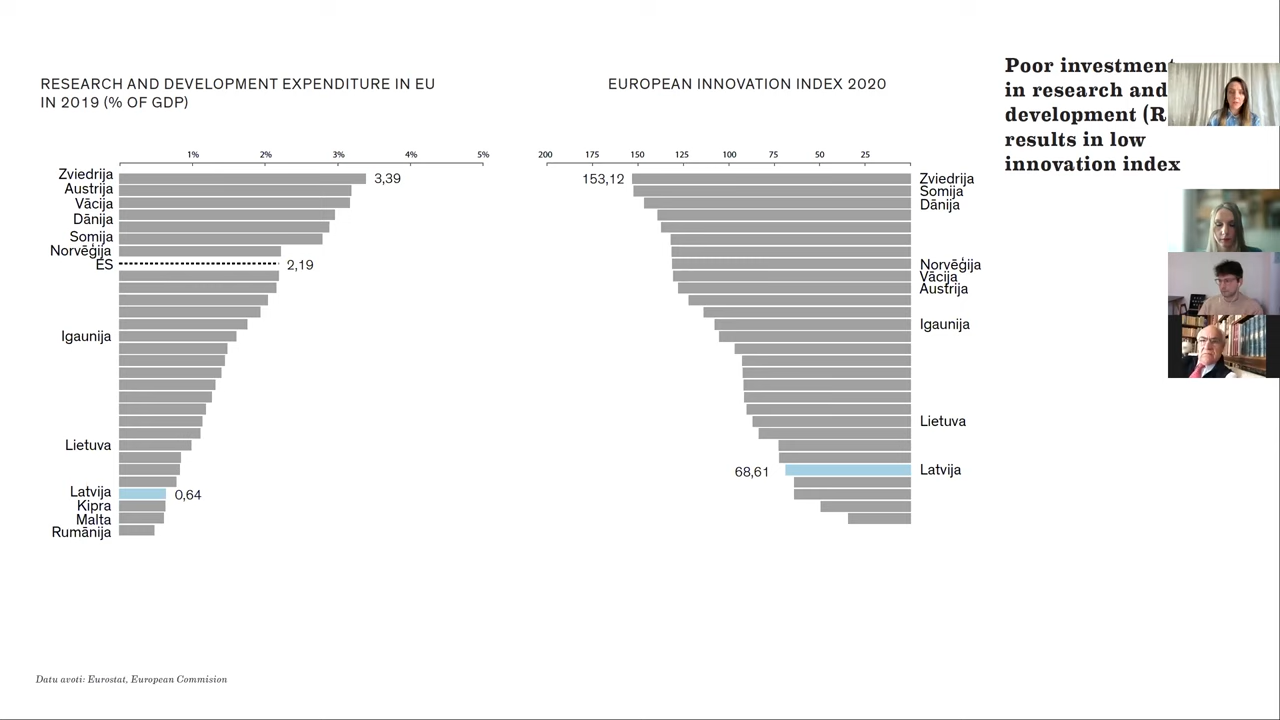 RESEARCH AND DEVELOPMENT EXPENDITURE IN EU
IN 2019 (% OF GDP)
1% 2% 3% 4% 5%
Zviedrija 3,39
Austrija
Vācija
Dānija
Somija
Norvēģija
ES 2,19
Igaunija
Lietuva
Latvija 0,64
Kipra
Malta
Rumānija
EUROPEAN INNOVATION INDEX 2020
200 175 150 125 100 75 50 25
153,12 Zviedrija
Somija
Dānija
Norvēģija
Vācija
Austrija
Igaunija
Lietuva
68,61 Latvija
Poor investment
in research and
development (R
results in low
innovation index
Datu avoti: Eurostat, European Commision